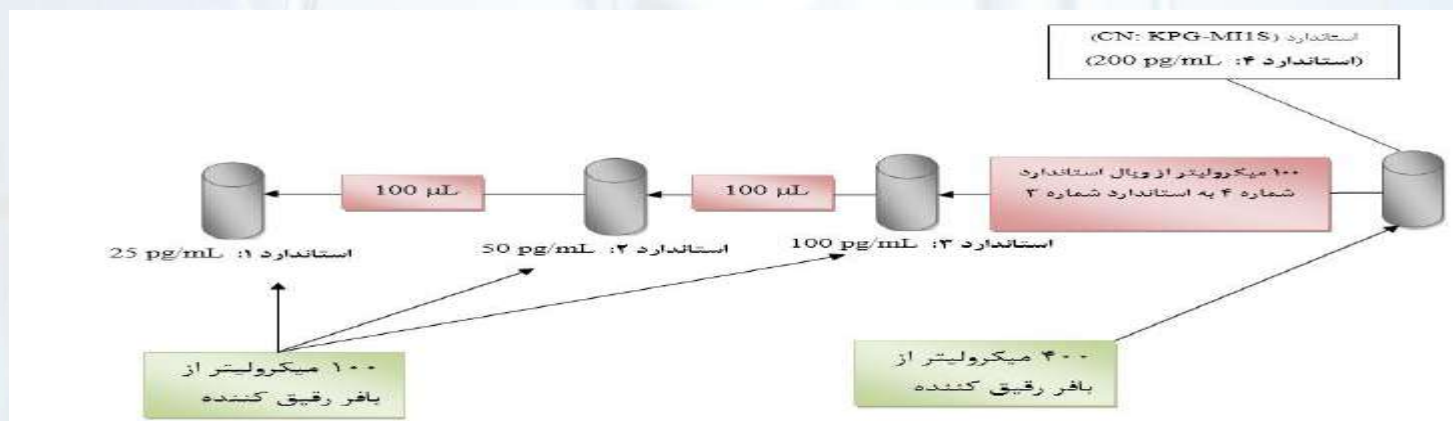 استاندارد (CN: KPG-MI1S)
(استاندارد ۴: 200 pg/mL)
۱۰۰ میکرولیتر از ویال استاندارد
شماره ۴ به استاندارد شماره ۳
100 µL
100 µL
استاندارد ۳: 100 pg/mL
استاندارد ۲: 50 pg/mL
استاندارد ۱: 25 pg/mL
۴۰۰ میکرولیتر از
بافر رقیق کننده
۱۰۰ میکرولیتر از
بافر رقیق کننده